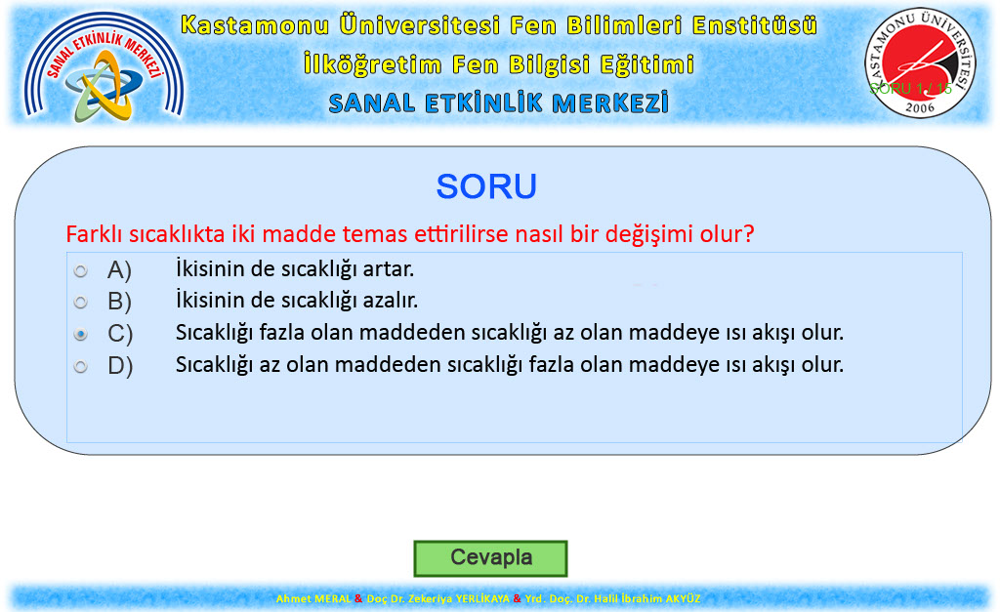 Kastamonu Üniversitesi Fen Bilimleri Enstitüsü
İlköğretim Fen Bilgisi Eğitimi
SANAL ETKİNLİK MERKEZİ
SANAL ETKİNLİK MERKEZİ
KASTAMONU ÜNİVERSİTESİ
SORU 1 / 15
2006
SORU
Farklı sıcaklıkta iki madde temas ettirilirse nasıl bir değişimi olur?
A) İkisinin de sıcaklığı artar.
B) İkisinin de sıcaklığı azalır.
C) Sıcaklığı fazla olan maddeden sıcaklığı az olan maddeye ısı akışı olur.
D) Sıcaklığı az olan maddeden sıcaklığı fazla olan maddeye ısı akışı olur.
Cevapla
Ahmet MERAL & Doç Dr. Zekeriya YERLİKAYA & Yrd. Doç. Dr. Halil İbrahim AKYÜZ